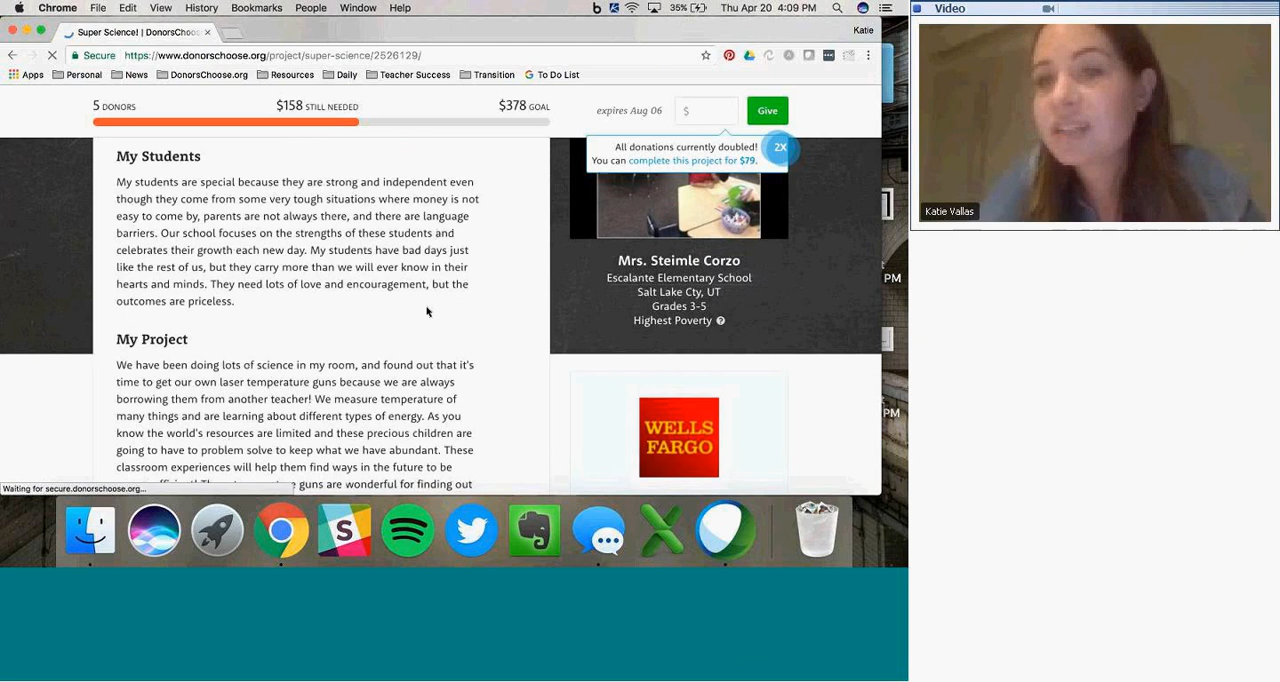 Chrome File Edit View History Bookmarks People Window Help
35% Thu Apr 20 4:09 PM
Video
Super Science! | DonorsChoo
Katie
Secure https://www.donorschoose.org/project/super-science/2526129/
Apps Personal News DonorsChoose.org Resources Daily Teacher Success Transition To Do List
5 DONORS $158 STILL NEEDED $378 GOAL
expires Aug 06 $ Give
All donations currently doubled! 2X
You can complete this project for $79.
My Students
My students are special because they are strong and independent even
though they come from some very tough situations where money is not
easy to come by, parents are not always there, and there are language
barriers. Our school focuses on the strengths of these students and
celebrates their growth each new day. My students have bad days just
like the rest of us, but they carry more than we will ever know in their
hearts and minds. They need lots of love and encouragement, but the
outcomes are priceless.
My Project
We have been doing lots of science in my room, and found out that it's
time to get our own laser temperature guns because we are always
borrowing them from another teacher! We measure temperature of
many things and are learning about different types of energy. As you
know the world's resources are limited and these precious children are
going to have to problem solve to keep what we have abundant. These
classroom experiences will help them find ways in the future to be
guns are wonderful for finding out
Waiting for secure.donorschoose.org...
Mrs. Steimle Corzo
Escalante Elementary School
Salt Lake Cty, UT
Grades 3-5
Highest Poverty ?
WELLS
FARGO
PM
PM
Katie Vallas